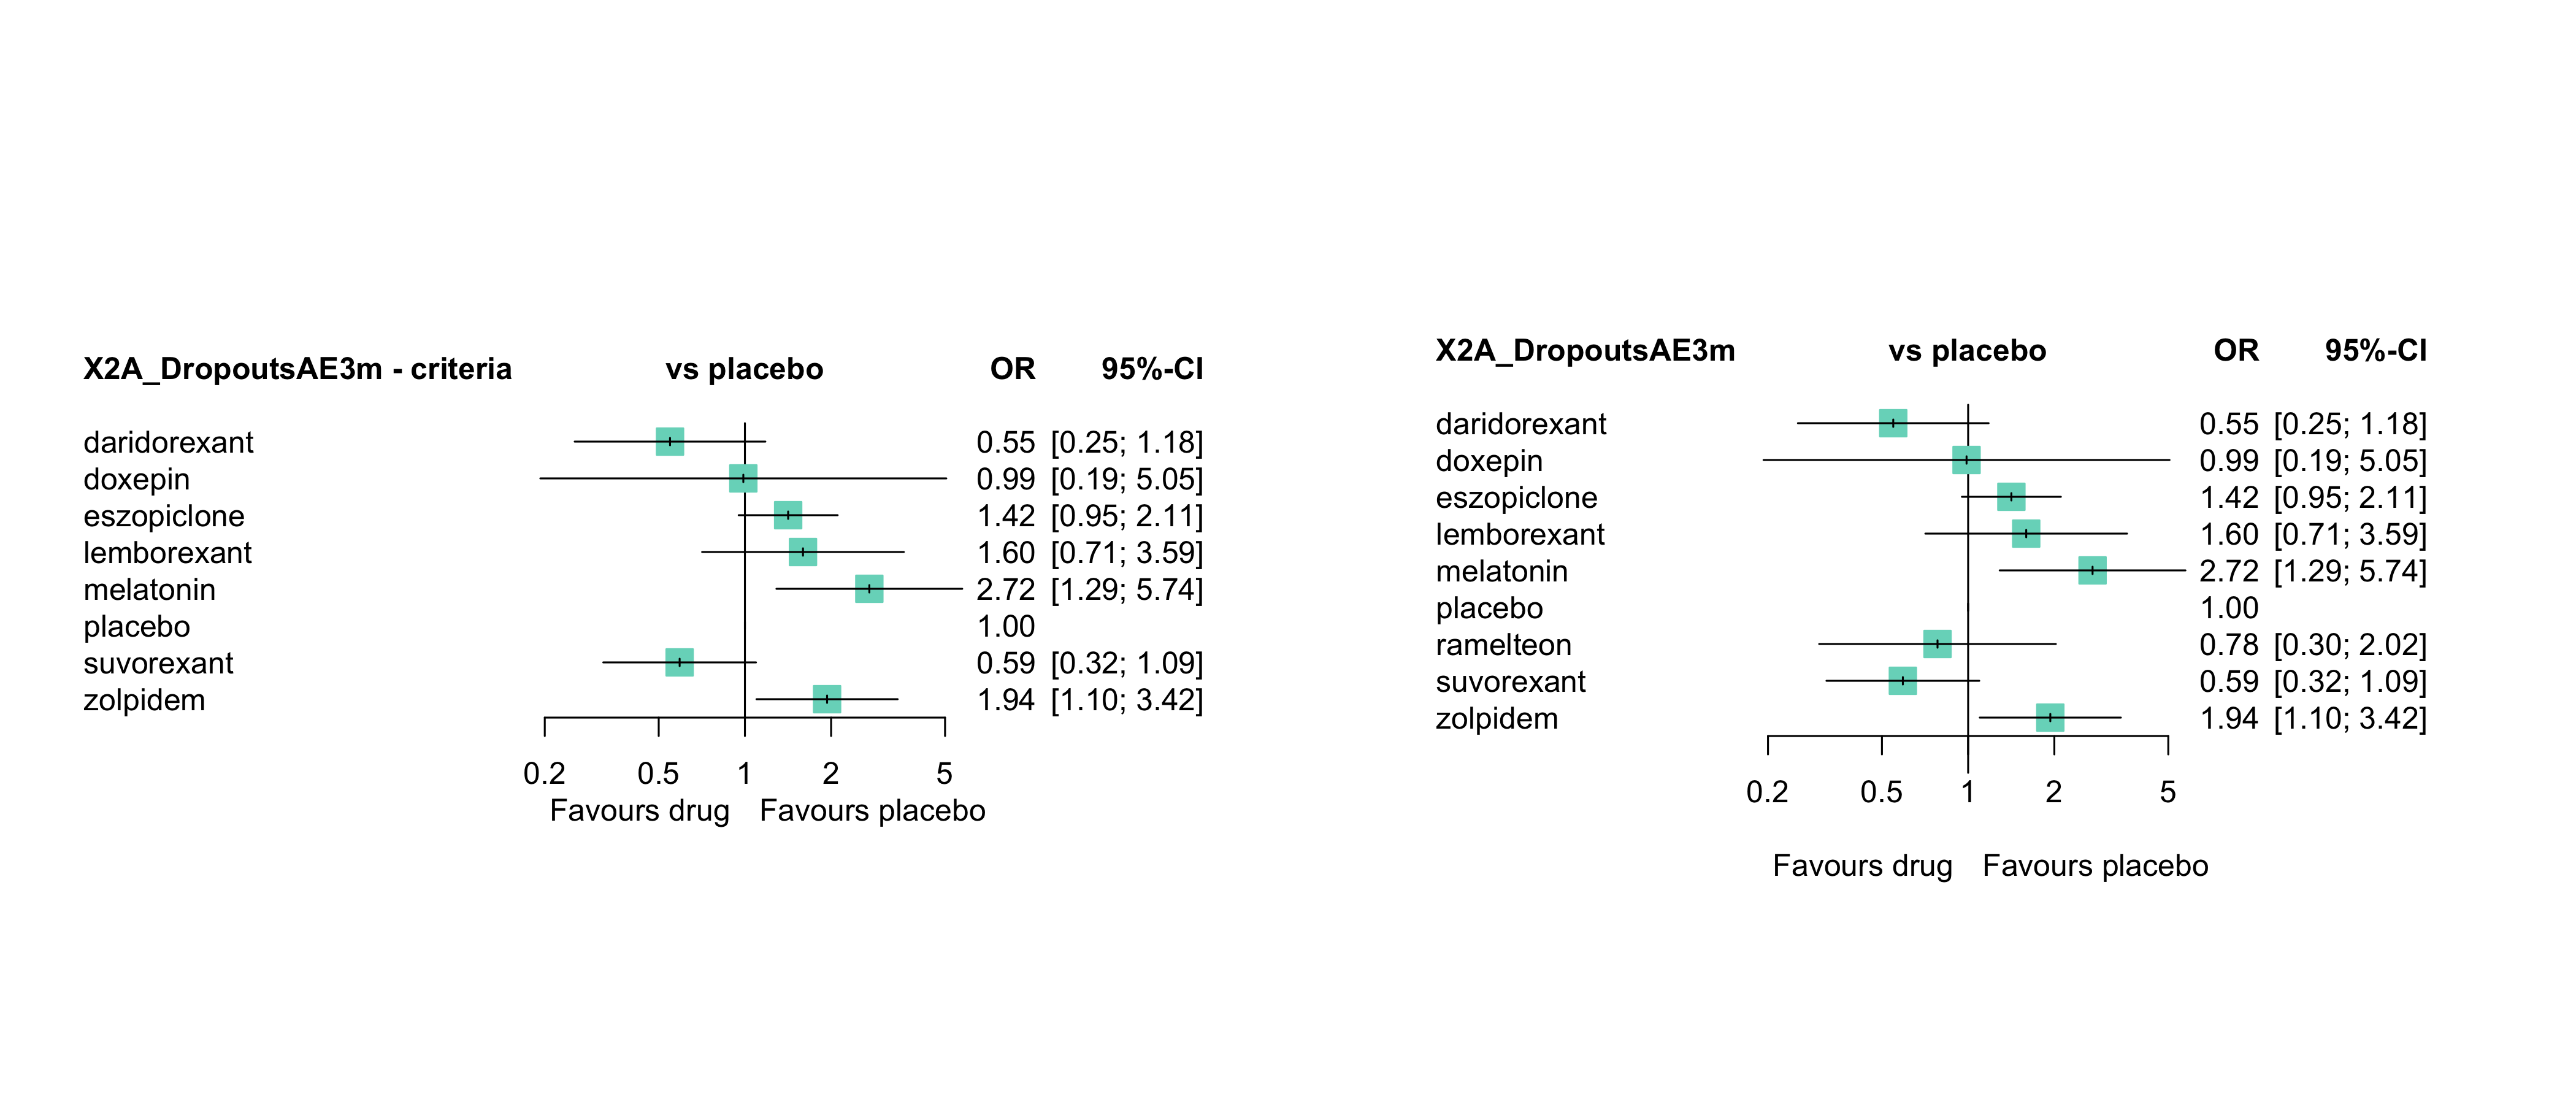 X2A_DropoutsAE3m - criteria vs placebo OR 95%-CI
daridorexant 0.55 [0.25; 1.18]
doxepin 0.99 [0.19; 5.05]
eszopiclone 1.42 [0.95; 2.11]
lemborexant 1.60 [0.71; 3.59]
melatonin 2.72 [1.29; 5.74]
placebo 1.00
suvorexant 0.59 [0.32; 1.09]
zolpidem 1.94 [1.10; 3.42]
0.2 0.5 1 2 5
Favours drug Favours placebo
X2A_DropoutsAE3m vs placebo OR 95%-CI
daridorexant 0.55 [0.25; 1.18]
doxepin 0.99 [0.19; 5.05]
eszopiclone 1.42 [0.95; 2.11]
lemborexant 1.60 [0.71; 3.59]
melatonin 2.72 [1.29; 5.74]
placebo 1.00
ramelteon 0.78 [0.30; 2.02]
suvorexant 0.59 [0.32; 1.09]
zolpidem 1.94 [1.10; 3.42]
0.2 0.5 1 2 5
Favours drug Favours placebo